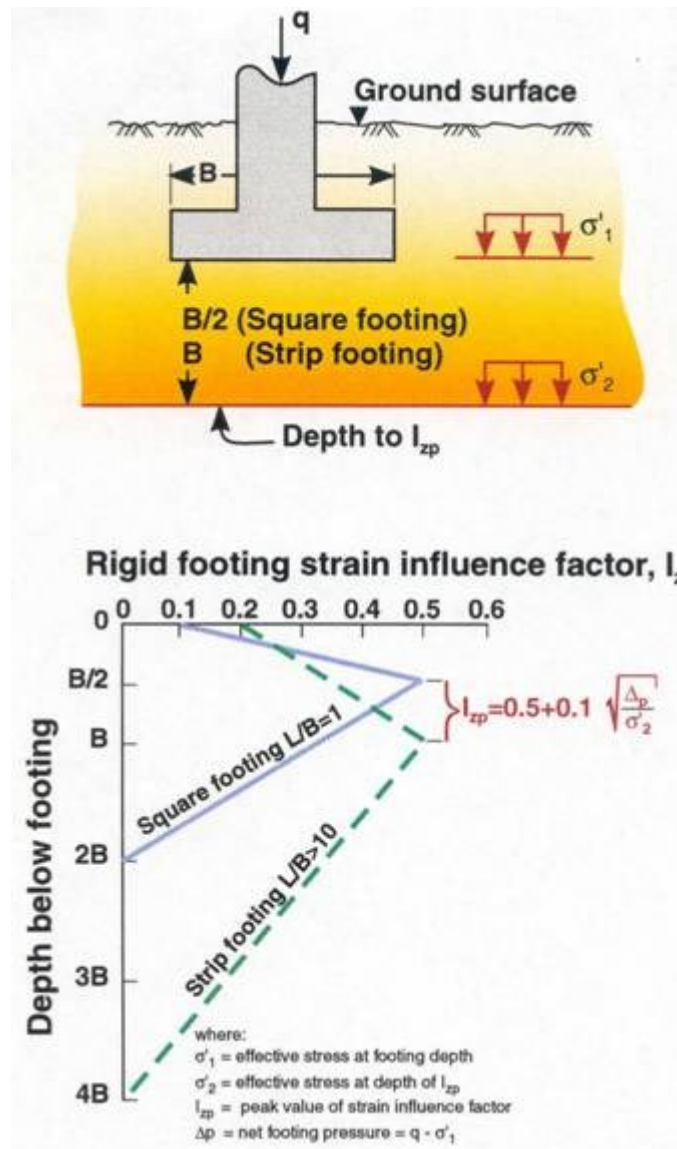 q
Ground surface
B
σ'₁
B/2 (Square footing)
B (Strip footing)
σ'₂
Depth to Izp
Rigid footing strain influence factor, I
0 0.1 0.2 0.3 0.4 0.5 0.6
0
B/2
B
2B
3B
4B
Depth below footing
Square footing L/B=1
Strip footing L/B>10
Izp=0.5+0.1 √(Δp/σ'₂)
where:
σ'₁ = effective stress at footing depth
σ'₂ = effective stress at depth of Izp
Izp = peak value of strain influence factor
Δp = net footing pressure = q - σ'₁